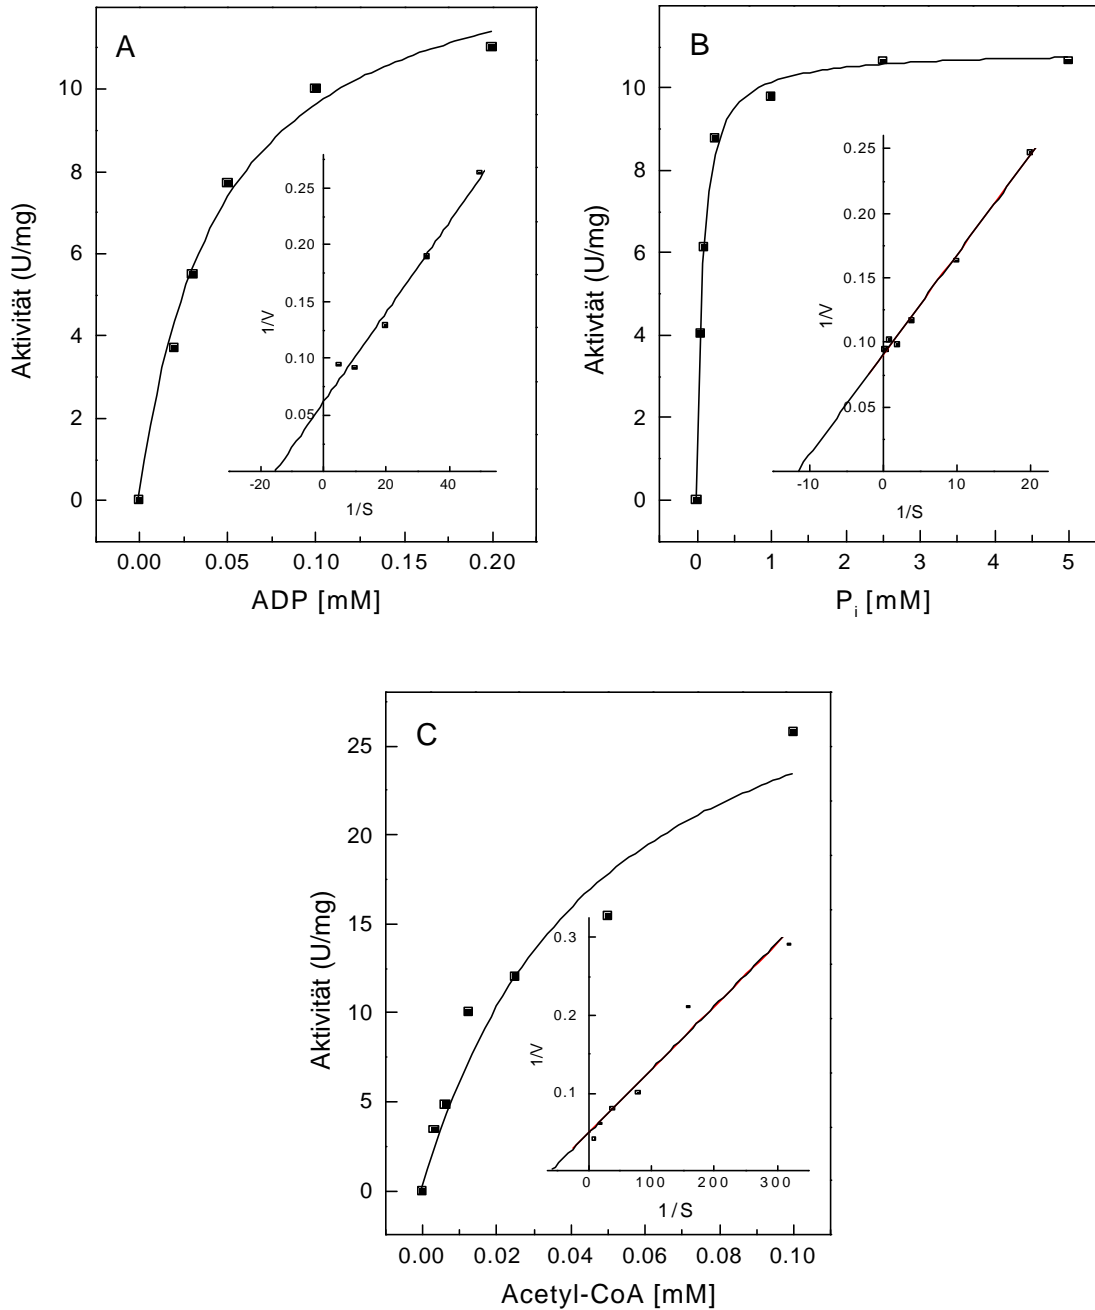 A
10
8
6
4
2
0
Aktivität (U/mg)
0.00 0.05 0.10 0.15 0.20
ADP [mM]
0.25
0.20
0.15
0.10
0.05
1/V
-20 0 20 40
1/S
B
10
8
6
4
2
0
Aktivtät (U/mg)
0 1 2 3 4 5
Pi [mM]
0.25
0.20
0.15
0.10
0.05
1/V
-10 0 10 20
1/S
C
25
20
15
10
5
0
Aktivität (U/mg)
0.00 0.02 0.04 0.06 0.08 0.10
Acetyl-CoA [mM]
0.3
0.2
0.1
1/V
0 100 200 300
1/S